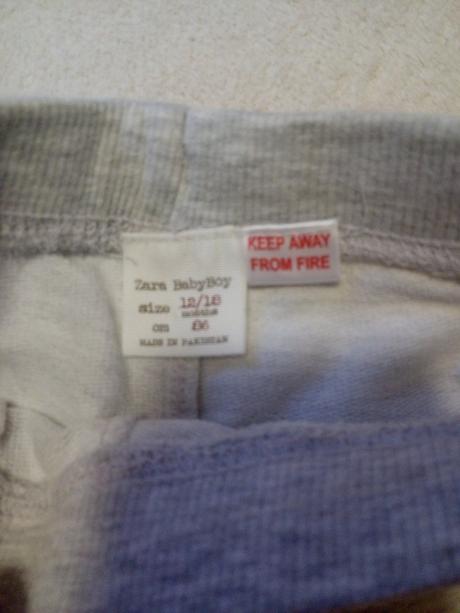 Zara BabyBoy
size 12/18
months
cm 86
MADE IN PAKISTAN
KEEP AWAY
FROM FIRE